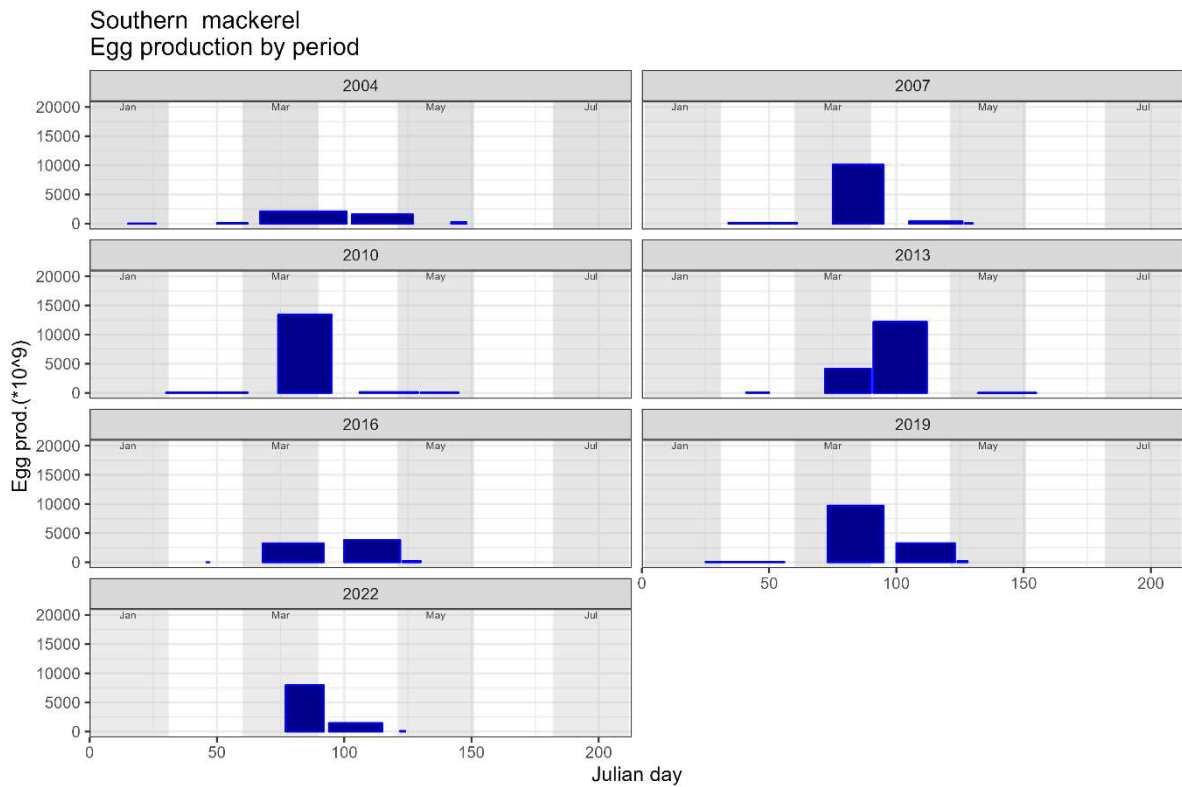 Southern  mackerel
Egg production by period
2004
2007
Jan Mar May Jul
Jan Mar May Jul
20000
15000
10000
5000
0
2010
2013
Jan Mar May Jul
Jan Mar May Jul
20000
15000
10000
5000
0
2016
2019
Jan Mar May Jul
Jan Mar May Jul
20000
15000
10000
5000
0
0 50 100 150 200
2022
Jan Mar May Jul
20000
15000
10000
5000
0
0 50 100 150 200
Egg prod.(*10^9)
Julian day